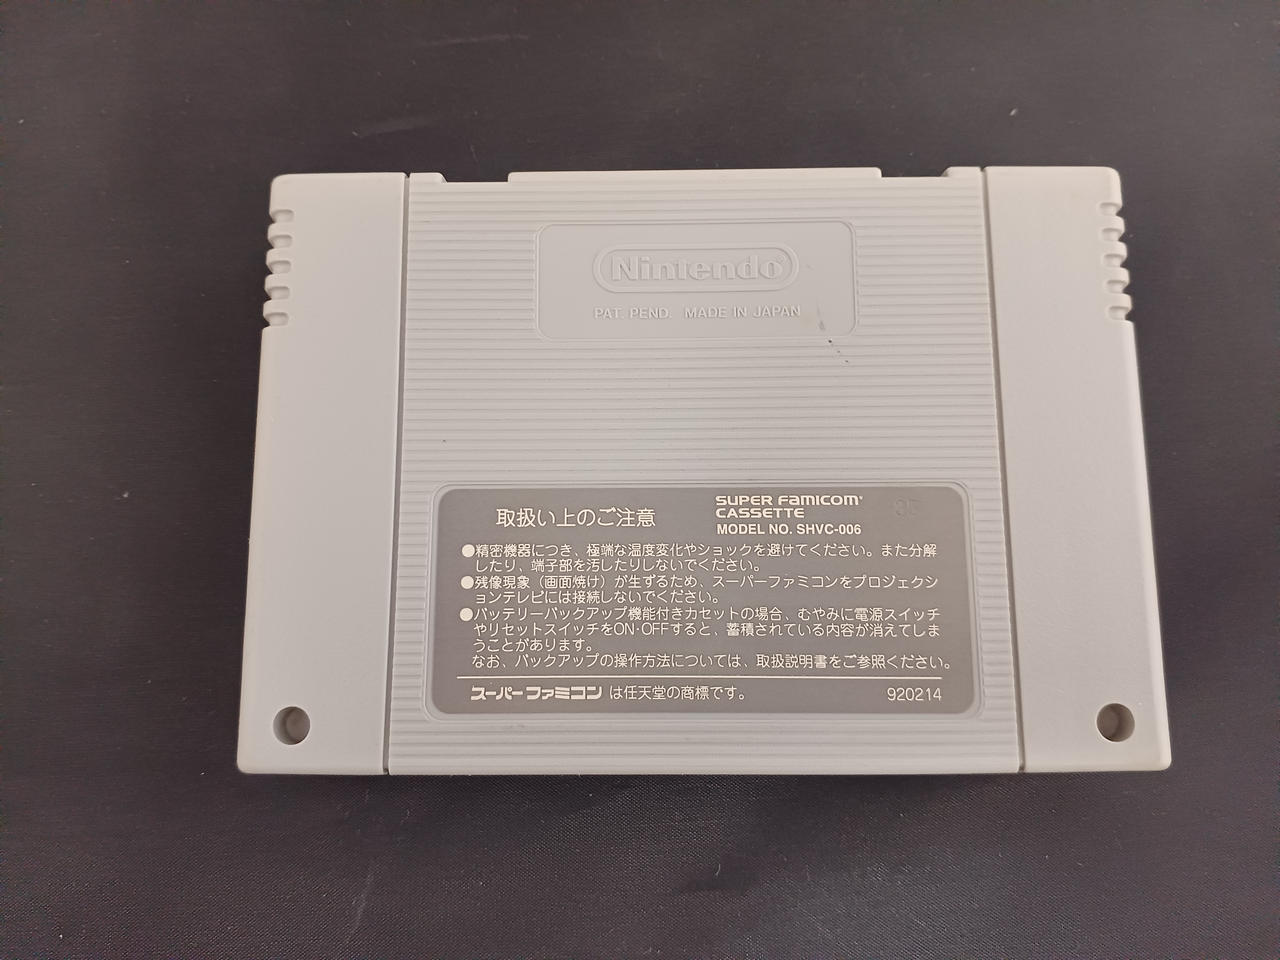 Nintendo
PAT. PEND. MADE IN JAPAN
取扱い上のご注意
SUPER FAMICOM
CASSETTE
MODEL NO. SHVC-006
●精密機器につき、極端な温度変化やショックを避けてください。また分解
したり、端子部を汚したりしないでください。
●残像現象（画面焼け）が生ずるため、スーパーファミコンをプロジェクシ
ョンテレビには接続しないでください。
●バッテリーバックアップ機能付きカセットの場合、むやみに電源スイッチ
やリセットスイッチをON・OFFすると、蓄積されている内容が消えてしま
うことがあります。
なお、バックアップの操作方法については、取扱説明書をご参照ください。
スーパーファミコン は任天堂の商標です。
920214